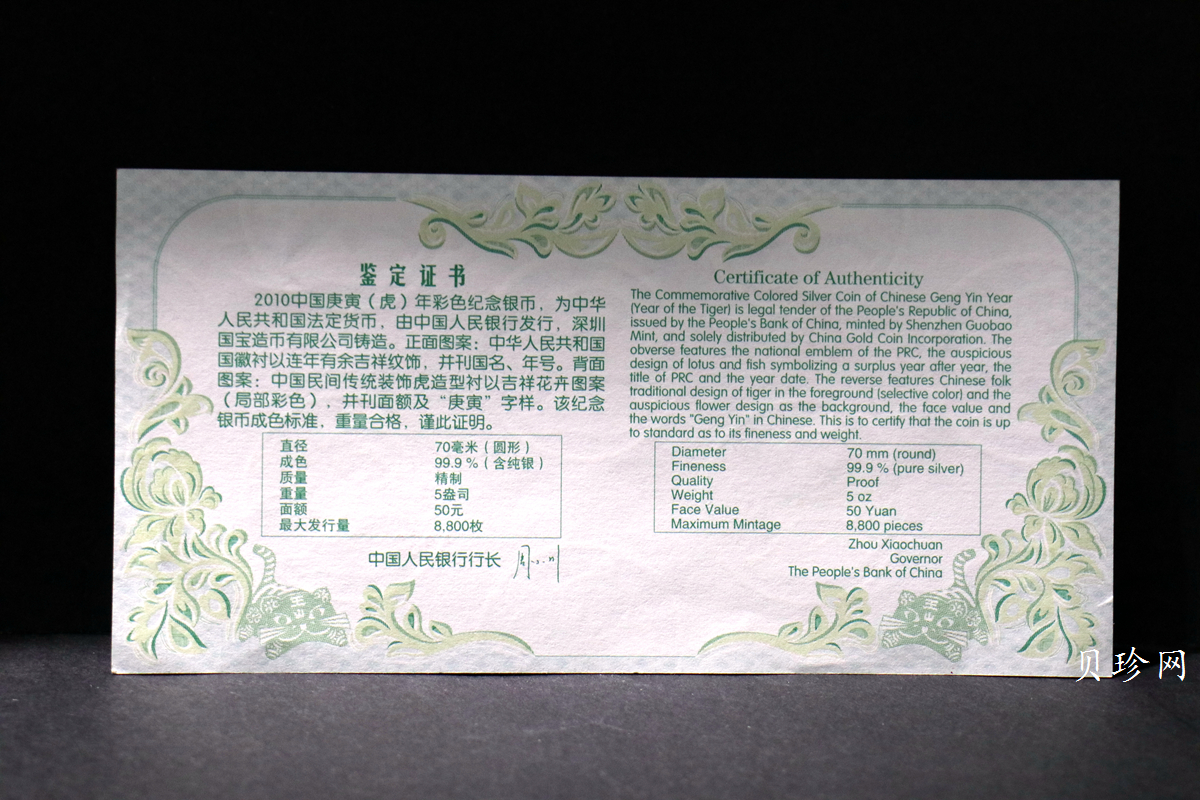 鉴定证书
2010中国庚寅（虎）年彩色纪念银币，为中华
人民共和国法定货币，由中国人民银行发行，深圳
国宝造币有限公司铸造。正面图案：中华人民共和国
国徽衬以连年有余吉祥纹饰，并刊国名、年号。背面
图案：中国民间传统装饰虎造型衬以吉祥花卉图案
（局部彩色），并刊面额及“庚寅”字样。该纪念
银币成色标准，重量合格，谨此证明。
直径 70毫米（圆形）
成色 99.9 %（含纯银）
质量 精制
重量 5盎司
面额 50元
最大发行量 8,800枚
中国人民银行行长
Certificate of Authenticity
The Commemorative Colored Silver Coin of Chinese Geng Yin Year
(Year of the Tiger) is legal tender of the People's Republic of China,
issued by the People's Bank of China, minted by Shenzhen Guobao
Mint, and solely distributed by China Gold Coin Incorporation. The
obverse features the national emblem of the PRC, the auspicious
design of lotus and fish symbolizing a surplus year after year, the
title of PRC and the year date. The reverse features Chinese folk
traditional design of tiger in the foreground (selective color) and the
auspicious flower design as the background, the face value and
the words "Geng Yin" in Chinese. This is to certify that the coin is up
to standard as to its fineness and weight.
Diameter 70 mm (round)
Fineness 99.9 % (pure silver)
Quality Proof
Weight 5 oz
Face Value 50 Yuan
Maximum Mintage 8,800 pieces
Zhou Xiaochuan
Governor
The People's Bank of China
王
王
贝珍网